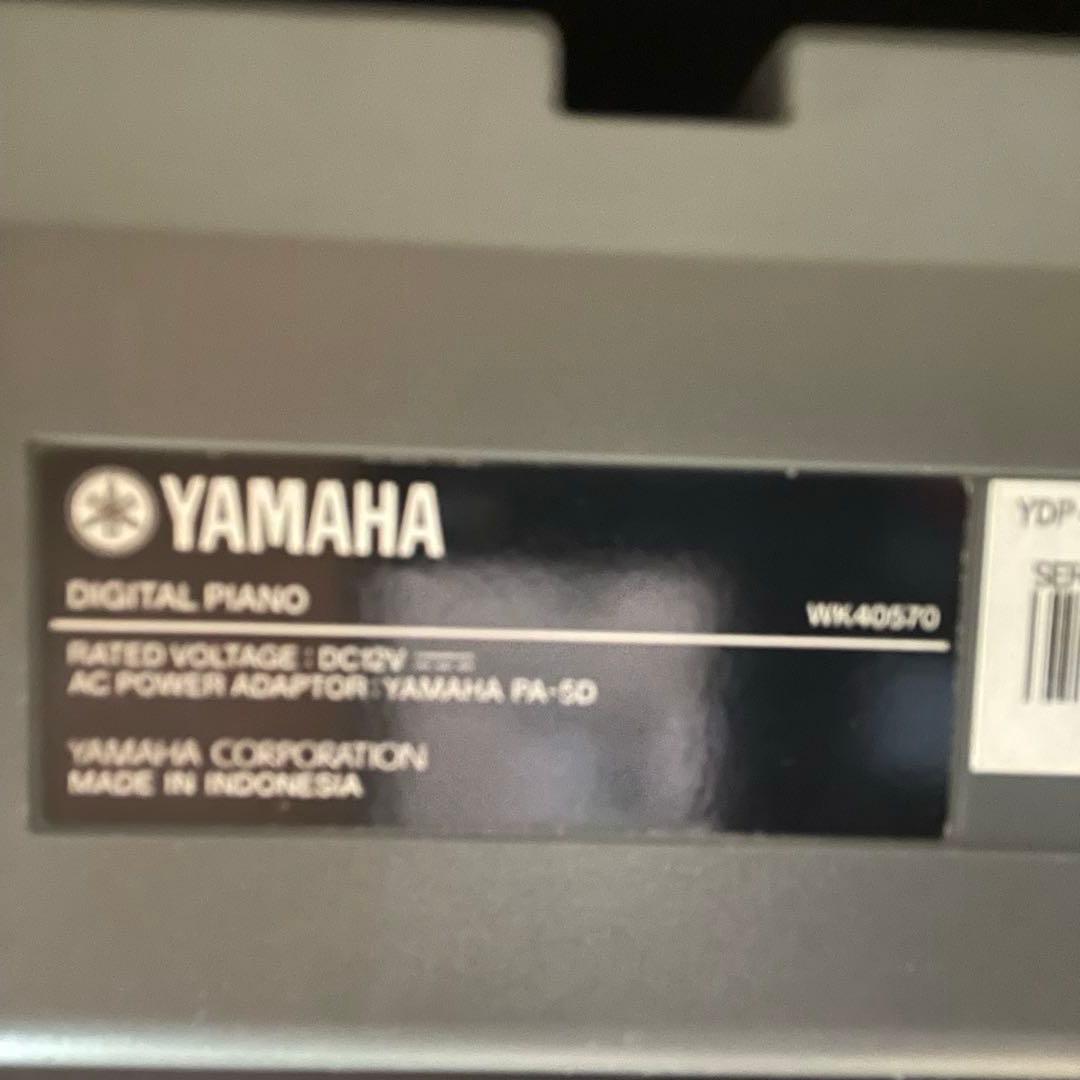 YAMAHA
DIGITAL PIANO
WK40570
RATED VOLTAGE : DC12V
AC POWER ADAPTOR : YAMAHA PA-5D
YAMAHA CORPORATION
MADE IN INDONESIA
YDP-
SER